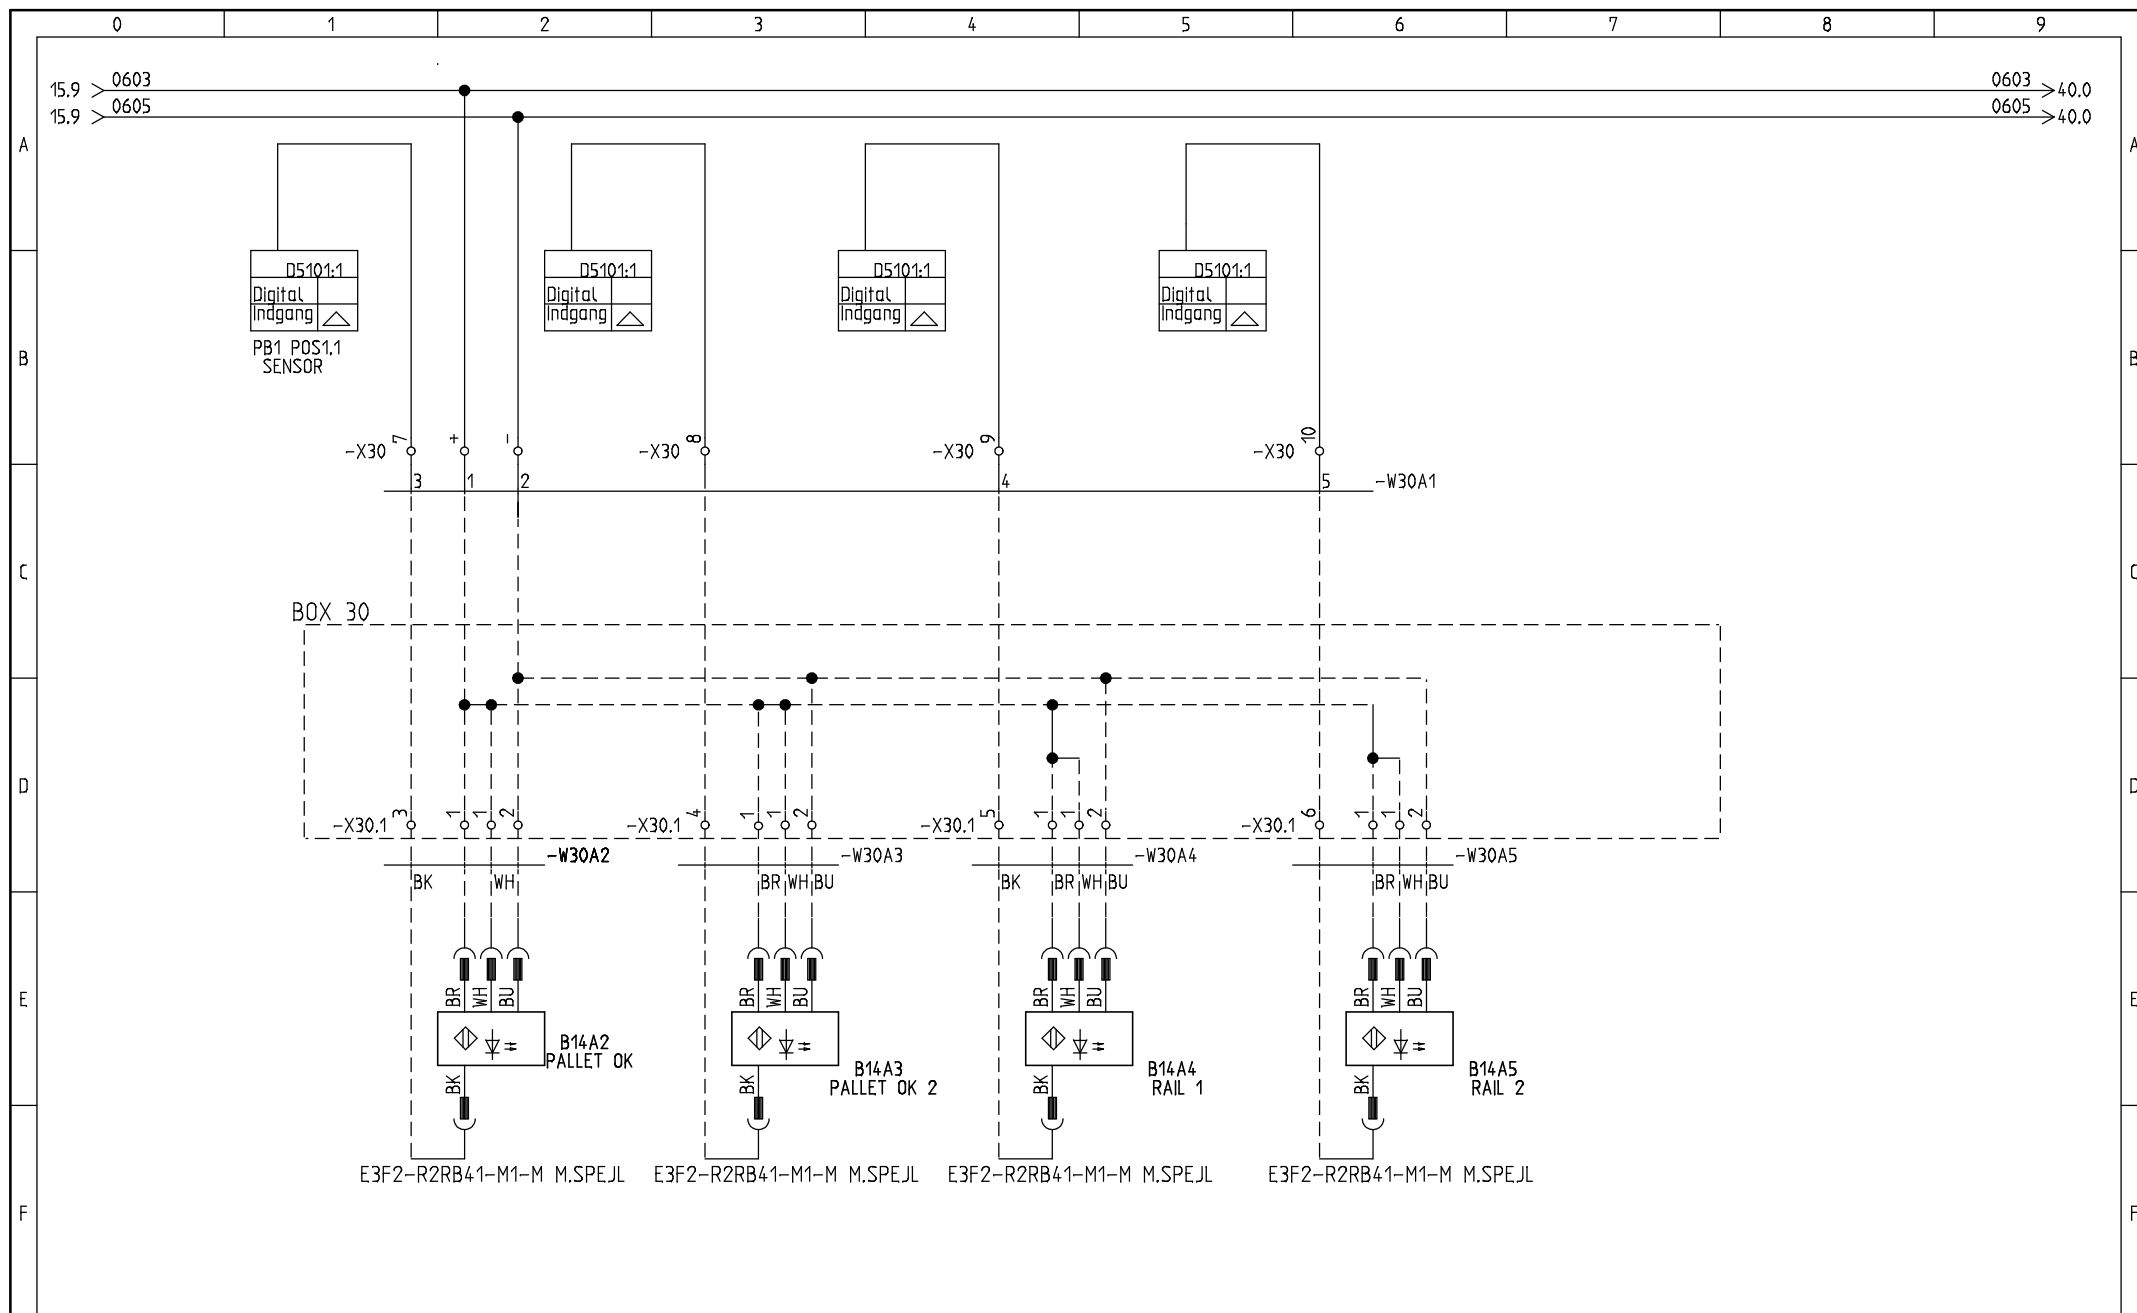 0 1 2 3 4 5 6 7 8 9
15.9 0603 0603 40.0
15.9 0605 0605 40.0
A A
D5101:1 D5101:1 D5101:1 D5101:1
Digital Digital Digital Digital
Indgang Indgang Indgang Indgang
PB1 POS1.1
SENSOR
B B
-X30 7 + - -X30 8 -X30 9 -X30 10
3 1 2 4 5 -W30A1
C C
BOX 30
D D
-X30.1 3 1 1 2 -X30.1 4 1 1 2 -X30.1 5 1 1 2 -X30.1 6 1 1 2
-W30A2 -W30A3 -W30A4 -W30A5
BK WH BR WH BU BK BR WH BU BR WH BU
E BR WH BU BR WH BU BR WH BU BR WH BU E
B14A2
PALLET OK
B14A3
PALLET OK 2
B14A4
RAIL 1
B14A5
RAIL 2
BK BK BK BK
E3F2-R2RB41-M1-M M.SPEJL E3F2-R2RB41-M1-M M.SPEJL E3F2-R2RB41-M1-M M.SPEJL E3F2-R2RB41-M1-M M.SPEJL
F F